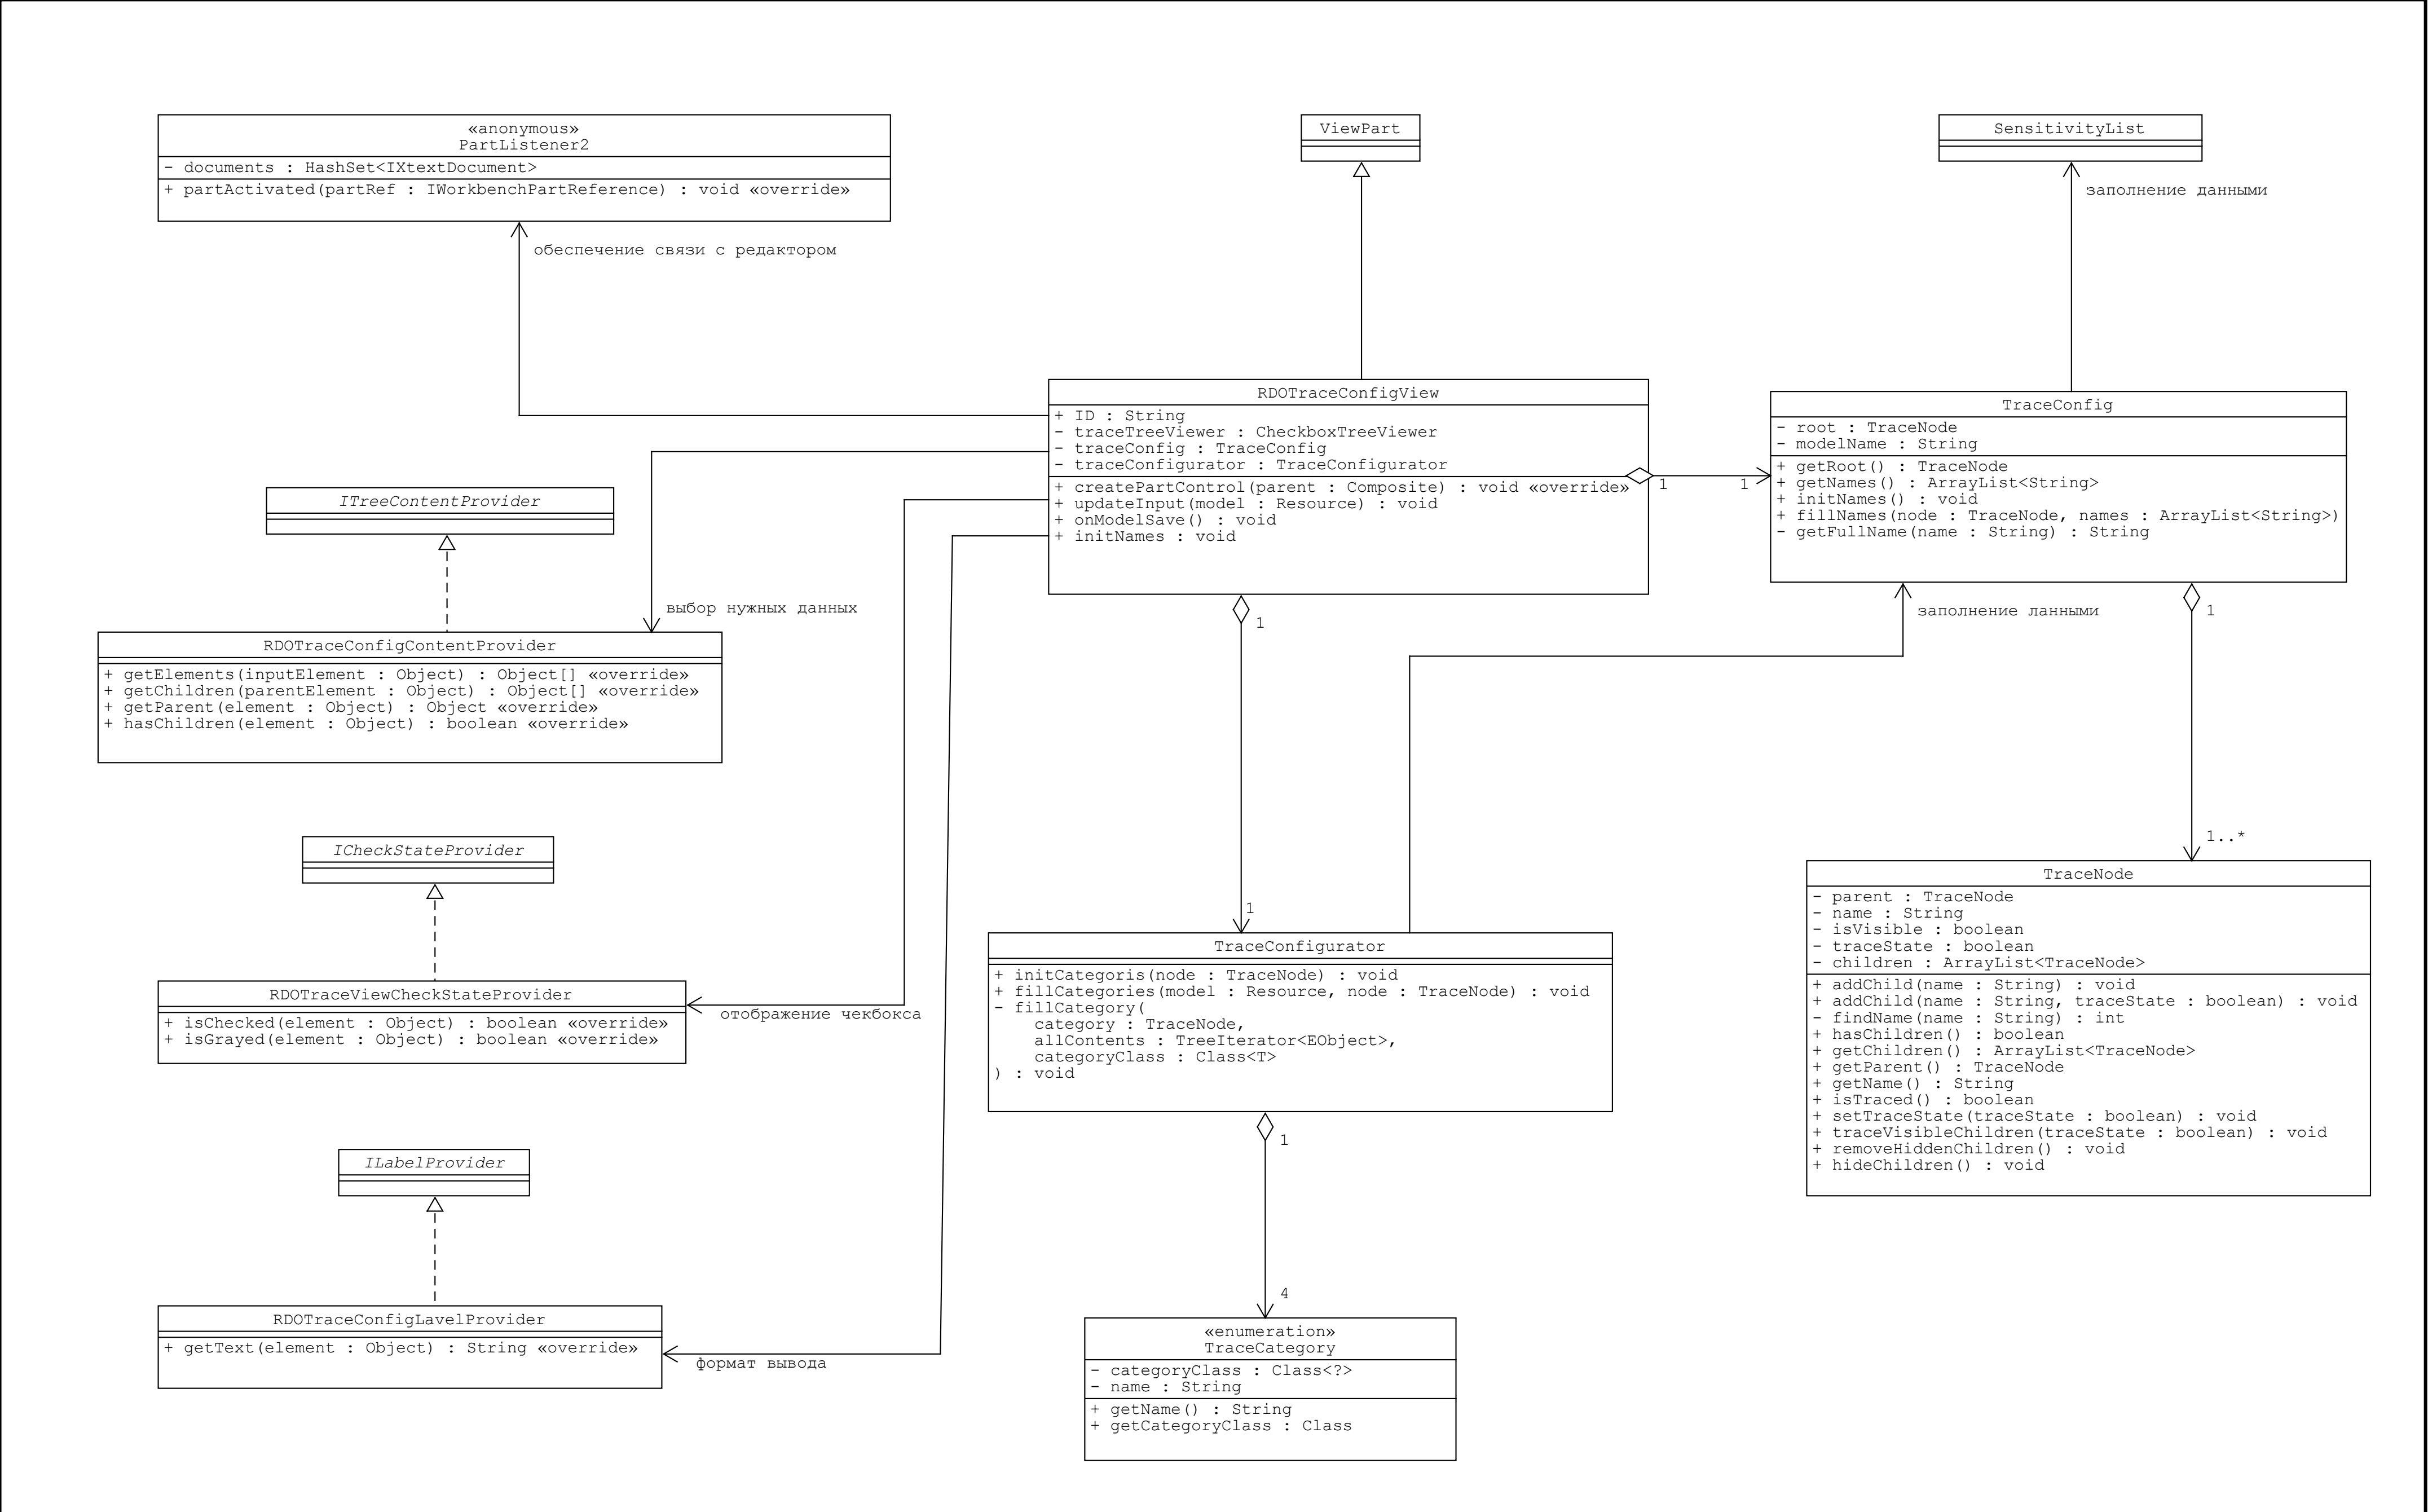 «anonymous»
PartListener2
- documents : HashSet<IXtextDocument>
+ partActivated(partRef : IWorkbenchPartReference) : void «override»
обеспечение связи с редактором
ViewPart
SensitivityList
заполнение данными
RDOTraceConfigView
+ ID : String
- traceTreeViewer : CheckboxTreeViewer
- traceConfig : TraceConfig
- traceConfigurator : TraceConfigurator
+ createPartControl(parent : Composite) : void «override»
+ updateInput(model : Resource) : void
+ onModelSave() : void
+ initNames : void
1
1
TraceConfig
- root : TraceNode
- modelName : String
+ getRoot() : TraceNode
+ getNames() : ArrayList<String>
+ initNames() : void
+ fillNames(node : TraceNode, names : ArrayList<String>)
- getFullName(name : String) : String
ITreeContentProvider
выбор нужных данных
1
заполнение ланными
1
RDOTraceConfigContentProvider
+ getElements(inputElement : Object) : Object[] «override»
+ getChildren(parentElement : Object) : Object[] «override»
+ getParent(element : Object) : Object «override»
+ hasChildren(element : Object) : boolean «override»
ICheckStateProvider
RDOTraceViewCheckStateProvider
+ isChecked(element : Object) : boolean «override»
+ isGrayed(element : Object) : boolean «override»
отображение чекбокса
1
TraceConfigurator
+ initCategoris(node : TraceNode) : void
+ fillCategories(model : Resource, node : TraceNode) : void
- fillCategory(
category : TraceNode,
allContents : TreeIterator<EObject>,
categoryClass : Class<T>
) : void
1..*
TraceNode
- parent : TraceNode
- name : String
- isVisible : boolean
- traceState : boolean
- children : ArrayList<TraceNode>
+ addChild(name : String) : void
+ addChild(name : String, traceState : boolean) : void
- findName(name : String) : int
+ hasChildren() : boolean
+ getChildren() : ArrayList<TraceNode>
+ getParent() : TraceNode
+ getName() : String
+ isTraced() : boolean
+ setTraceState(traceState : boolean) : void
+ traceVisibleChildren(traceState : boolean) : void
+ removeHiddenChildren() : void
+ hideChildren() : void
ILabelProvider
RDOTraceConfigLavelProvider
+ getText(element : Object) : String «override»
формат вывода
1
4
«enumeration»
TraceCategory
- categoryClass : Class<?>
- name : String
+ getName() : String
+ getCategoryClass : Class